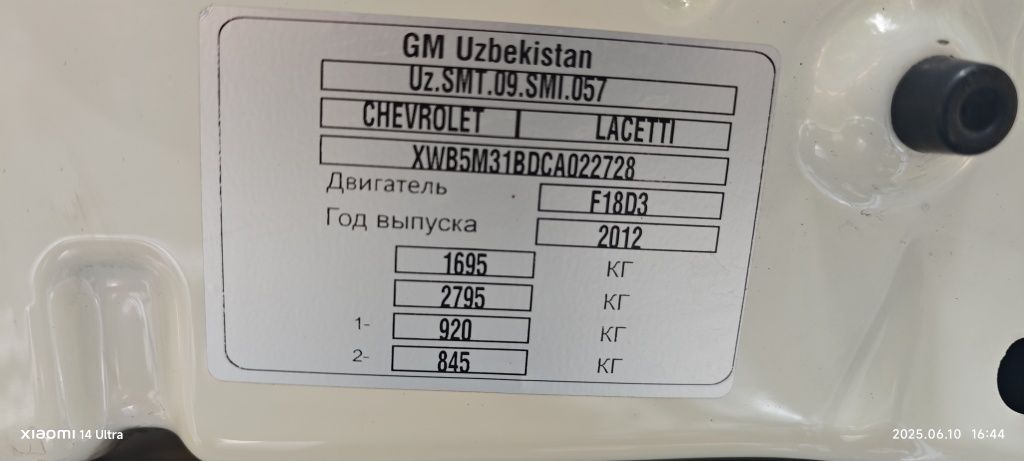 GM Uzbekistan
Uz.SMT.09.SMI.057
CHEVROLET LACETTI
XWB5M31BDCA022728
Двигатель F18D3
Год выпуска 2012
1695 КГ
2795 КГ
1- 920 КГ
2- 845 КГ
xiaomi 14 Ultra 2025.06.10 16:44